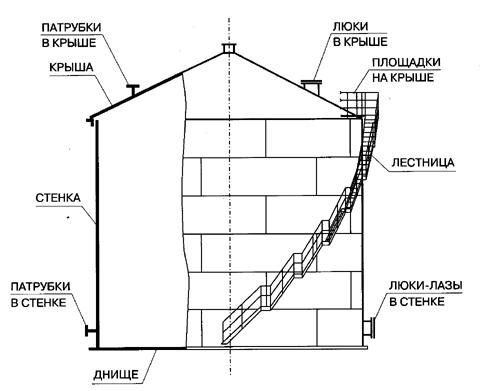 ПАТРУБКИ
В КРЫШЕ
КРЫША
ЛЮКИ
В КРЫШЕ
ПЛОЩАДКИ
НА КРЫШЕ
ЛЕСТНИЦА
СТЕНКА
ПАТРУБКИ
В СТЕНКЕ
ЛЮКИ-ЛАЗЫ
В СТЕНКЕ
ДНИЩЕ